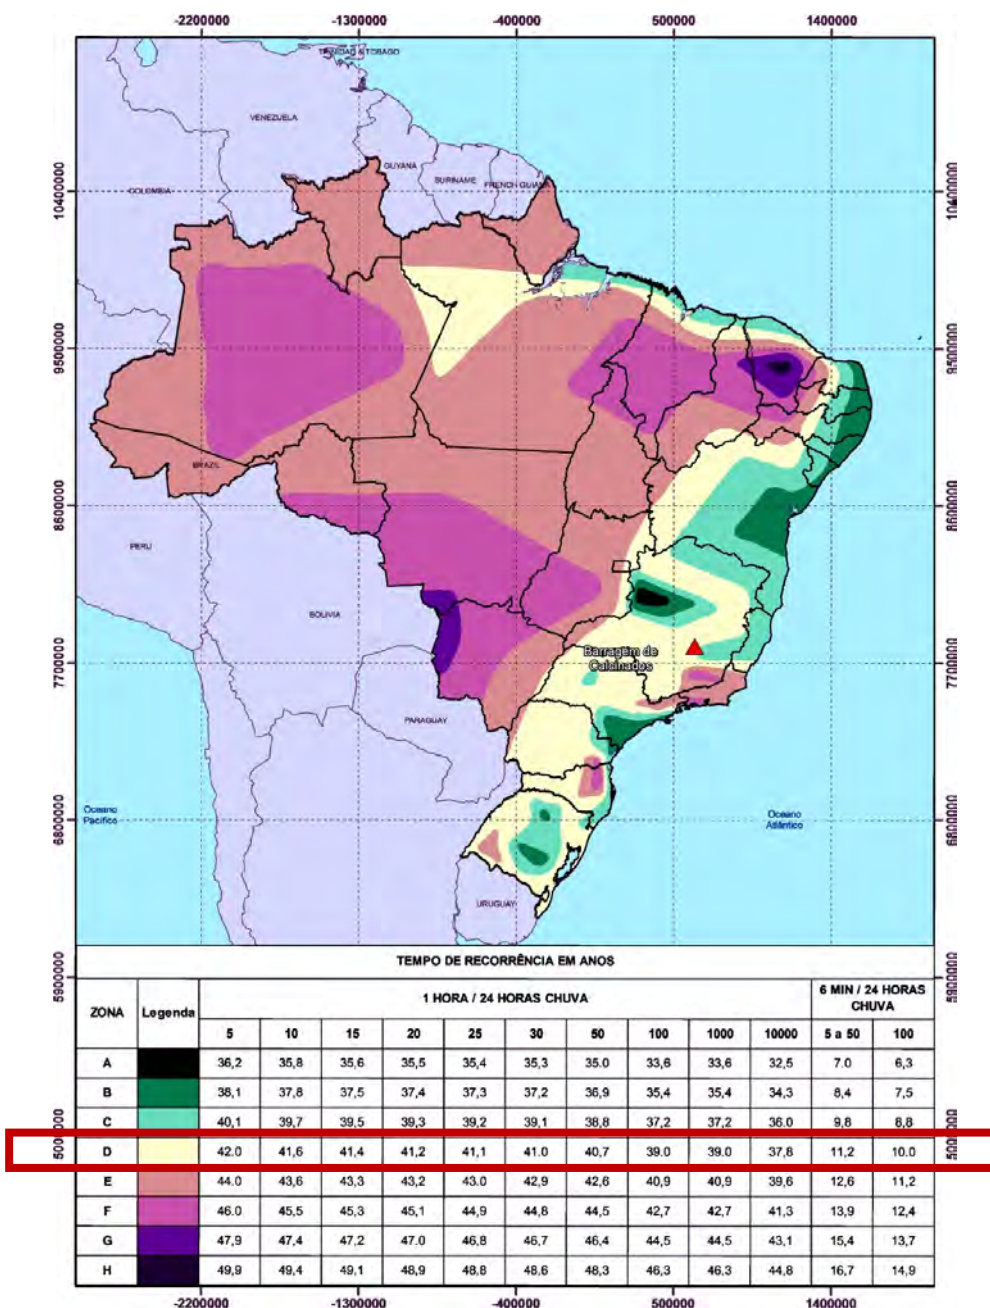 -2200000 -1300000 -400000 500000 1400000
TRINIDAD & TOBAGO
VENEZUELA
GUYANA
SURINAME
FRENCH GUIANA
COLOMBIA
10400000 10400000
9500000 9500000
BRAZIL
8600000 8600000
PERU
BOLIVIA
Barragem de
Calcinados
7700000 7700000
PARAGUAY
Oceano
Pacífico
Oceano
Atlântico
6800000 6800000
URUGUAY
5900000 5900000
TEMPO DE RECORRÊNCIA EM ANOS
ZONA Legenda 1 HORA / 24 HORAS CHUVA 6 MIN / 24 HORAS CHUVA
5 10 15 20 25 30 50 100 1000 10000 5 a 50 100
A 36,2 35,8 35,6 35,5 35,4 35,3 35.0 33,6 33,6 32,5 7.0 6,3
B 38,1 37,8 37,5 37,4 37,3 37,2 36,9 35,4 35,4 34,3 8,4 7,5
C 40,1 39,7 39,5 39,3 39,2 39,1 38,8 37,2 37,2 36.0 9,8 8,8
5000000 5000000
D 42.0 41,6 41,4 41,2 41,1 41.0 40,7 39.0 39.0 37,8 11,2 10.0
E 44.0 43,6 43,3 43,2 43.0 42,9 42,6 40,9 40,9 39,6 12,6 11,2
F 46.0 45,5 45,3 45,1 44,9 44,8 44,5 42,7 42,7 41,3 13,9 12,4
G 47,9 47,4 47,2 47.0 46,8 46,7 46,4 44,5 44,5 43,1 15,4 13,7
H 49,9 49,4 49,1 48,9 48,8 48,6 48,3 46,3 46,3 44,8 16,7 14,9
-2200000 -1300000 -400000 500000 1400000